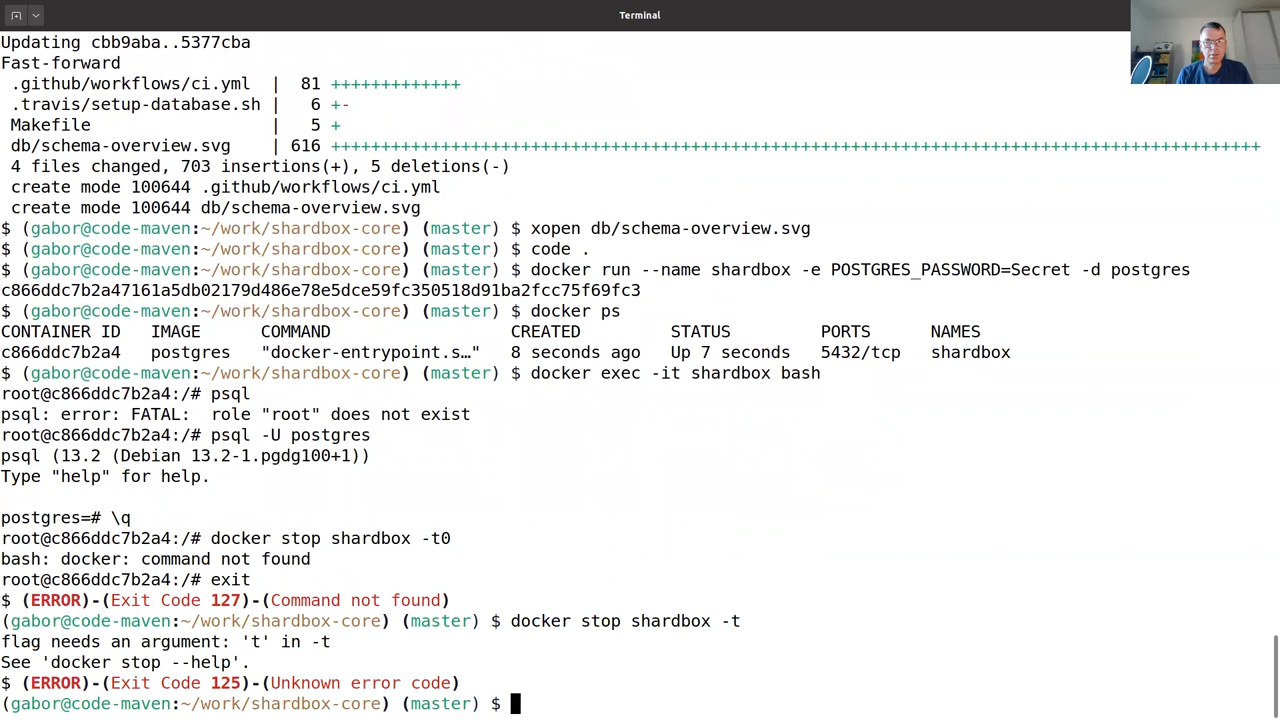 Terminal
Updating cbb9aba..5377cba
Fast-forward
 .github/workflows/ci.yml  |  81 +++++++++++++
 .travis/setup-database.sh |   6 +-
 Makefile                  |   5 +
 db/schema-overview.svg    | 616 +++++++++++++++++++++++++++++++++++++++++++++++++++++++++++++++++++++++++++++++++++++++++++++
 4 files changed, 703 insertions(+), 5 deletions(-)
 create mode 100644 .github/workflows/ci.yml
 create mode 100644 db/schema-overview.svg
$ (gabor@code-maven:~/work/shardbox-core) (master) $ xopen db/schema-overview.svg
$ (gabor@code-maven:~/work/shardbox-core) (master) $ code .
$ (gabor@code-maven:~/work/shardbox-core) (master) $ docker run --name shardbox -e POSTGRES_PASSWORD=Secret -d postgres
c866ddc7b2a47161a5db02179d486e78e5dce59fc350518d91ba2fcc75f69fc3
$ (gabor@code-maven:~/work/shardbox-core) (master) $ docker ps
CONTAINER ID   IMAGE      COMMAND                  CREATED         STATUS         PORTS      NAMES
c866ddc7b2a4   postgres   "docker-entrypoint.s…"   8 seconds ago   Up 7 seconds   5432/tcp   shardbox
$ (gabor@code-maven:~/work/shardbox-core) (master) $ docker exec -it shardbox bash
root@c866ddc7b2a4:/# psql
psql: error: FATAL:  role "root" does not exist
root@c866ddc7b2a4:/# psql -U postgres
psql (13.2 (Debian 13.2-1.pgdg100+1))
Type "help" for help.
postgres=# \q
root@c866ddc7b2a4:/# docker stop shardbox -t0
bash: docker: command not found
root@c866ddc7b2a4:/# exit
$ (ERROR)-(Exit Code 127)-(Command not found)
(gabor@code-maven:~/work/shardbox-core) (master) $ docker stop shardbox -t
flag needs an argument: 't' in -t
See 'docker stop --help'.
$ (ERROR)-(Exit Code 125)-(Unknown error code)
(gabor@code-maven:~/work/shardbox-core) (master) $